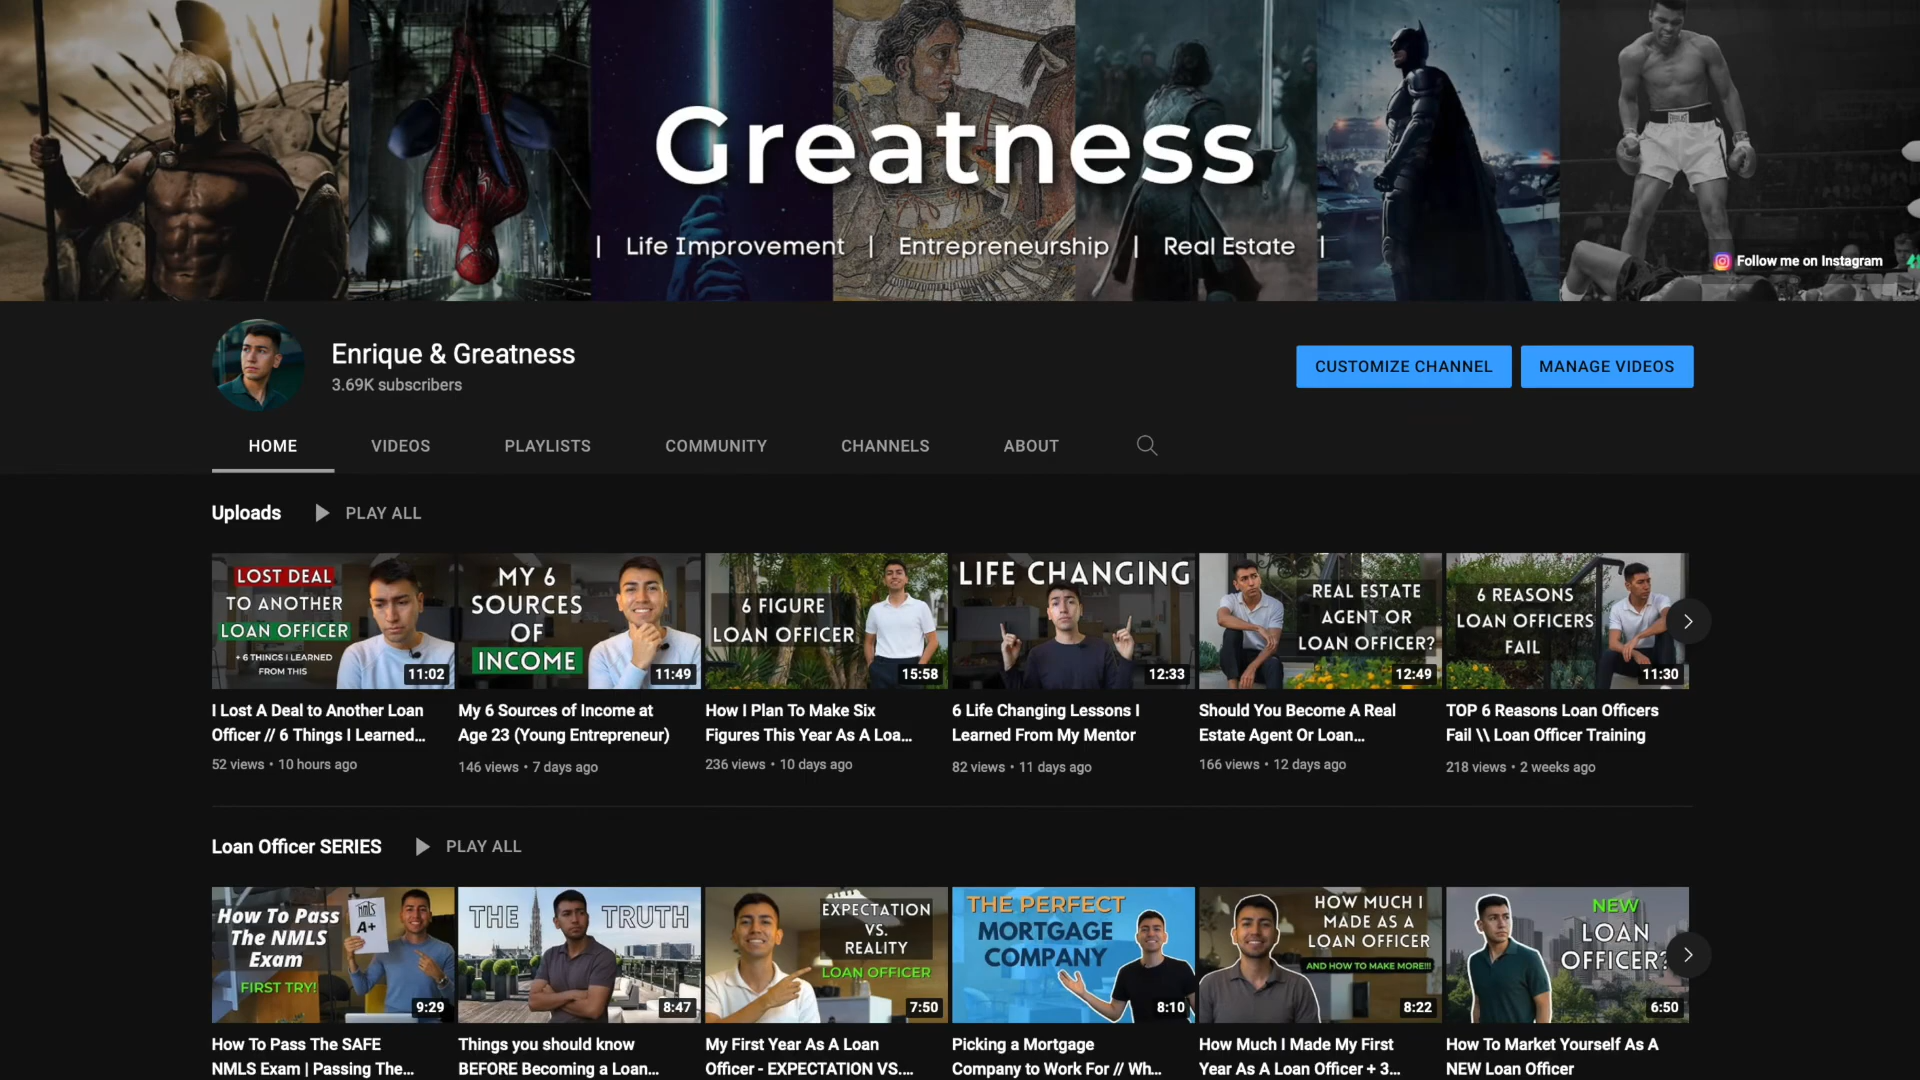 Greatness
| Life Improvement | Entrepreneurship | Real Estate |
Follow me on Instagram
Enrique & Greatness
3.69K subscribers
CUSTOMIZE CHANNEL
MANAGE VIDEOS
HOME VIDEOS PLAYLISTS COMMUNITY CHANNELS ABOUT
Uploads PLAY ALL
LOST DEAL
TO ANOTHER
LOAN OFFICER
+ 6 THINGS I LEARNED
FROM THIS
11:02
MY 6
SOURCES
OF
INCOME
11:49
6 FIGURE
LOAN OFFICER
15:58
LIFE CHANGING
12:33
REAL ESTATE
AGENT OR
LOAN OFFICER?
12:49
6 REASONS
LOAN OFFICERS
FAIL
11:30
I Lost A Deal to Another Loan
Officer // 6 Things I Learned...
52 views • 10 hours ago
My 6 Sources of Income at
Age 23 (Young Entrepreneur)
146 views • 7 days ago
How I Plan To Make Six
Figures This Year As A Loa...
236 views • 10 days ago
6 Life Changing Lessons I
Learned From My Mentor
82 views • 11 days ago
Should You Become A Real
Estate Agent Or Loan...
166 views • 12 days ago
TOP 6 Reasons Loan Officers
Fail \\ Loan Officer Training
218 views • 2 weeks ago
Loan Officer SERIES PLAY ALL
How To Pass
The NMLS
Exam
FIRST TRY!
NMLS
A+
9:29
THE TRUTH
8:47
EXPECTATION
VS.
REALITY
LOAN OFFICER
7:50
THE PERFECT
MORTGAGE
COMPANY
8:10
HOW MUCH I
MADE AS A
LOAN OFFICER
AND HOW TO MAKE MORE!!!
8:22
NEW
LOAN
OFFICER?
6:50
How To Pass The SAFE
NMLS Exam | Passing The...
Things you should know
BEFORE Becoming a Loan...
My First Year As A Loan
Officer - EXPECTATION VS....
Picking a Mortgage
Company to Work For // Wh...
How Much I Made My First
Year As A Loan Officer + 3...
How To Market Yourself As A
NEW Loan Officer